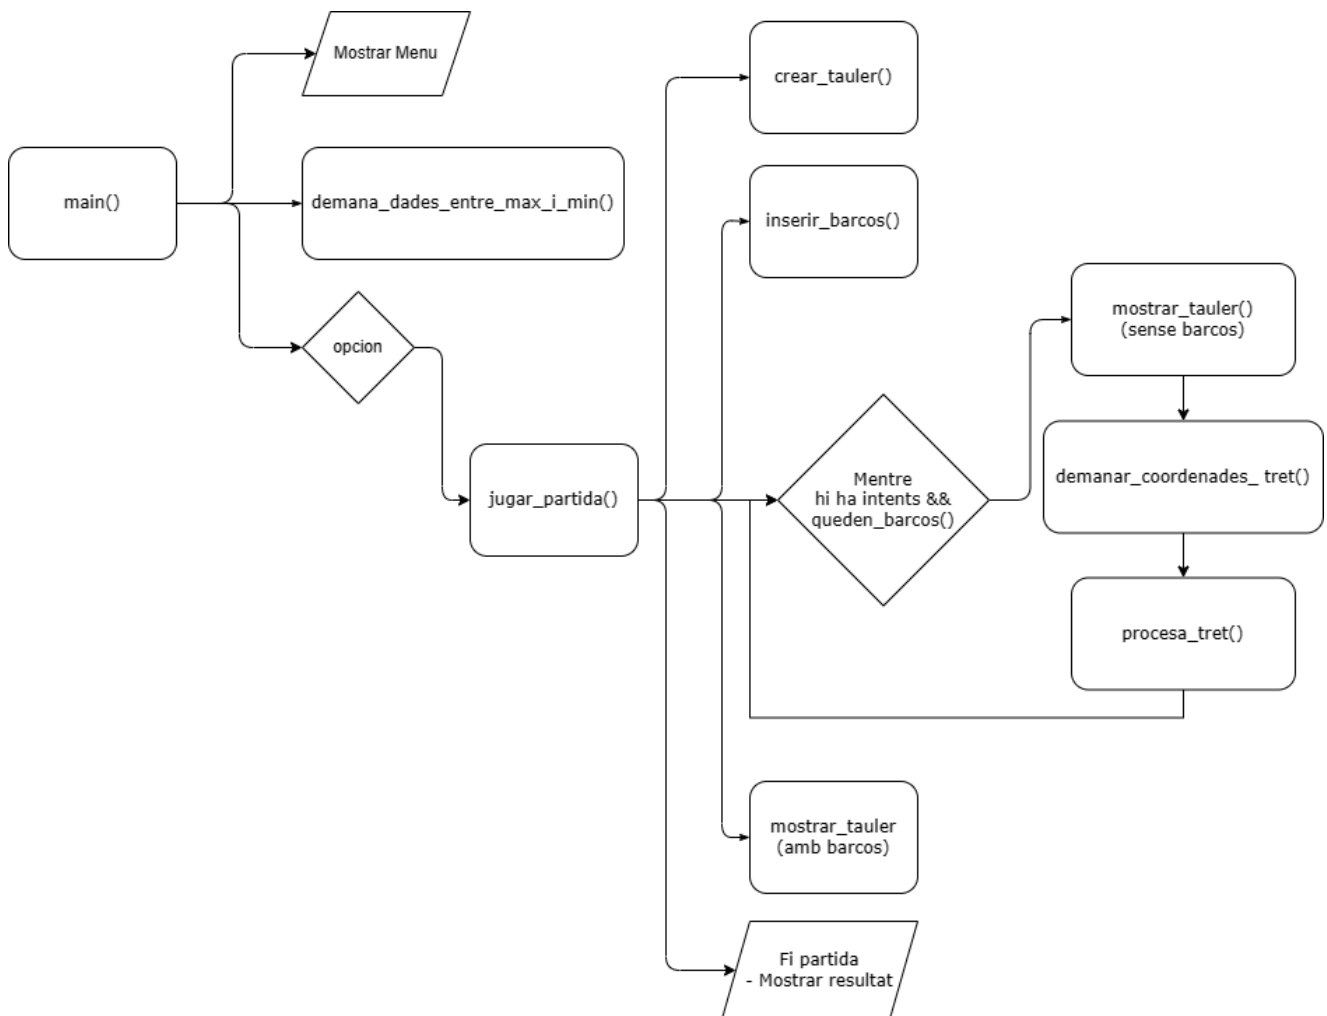 Mostrar Menu
main()
demana_dades_entre_max_i_min()
opcion
jugar_partida()
crear_tauler()
inserir_barcos()
Mentre
hi ha intents &&
queden_barcos()
mostrar_tauler()
(sense barcos)
demanar_coordenades_ tret()
procesa_tret()
mostrar_tauler
(amb barcos)
Fi partida
- Mostrar resultat